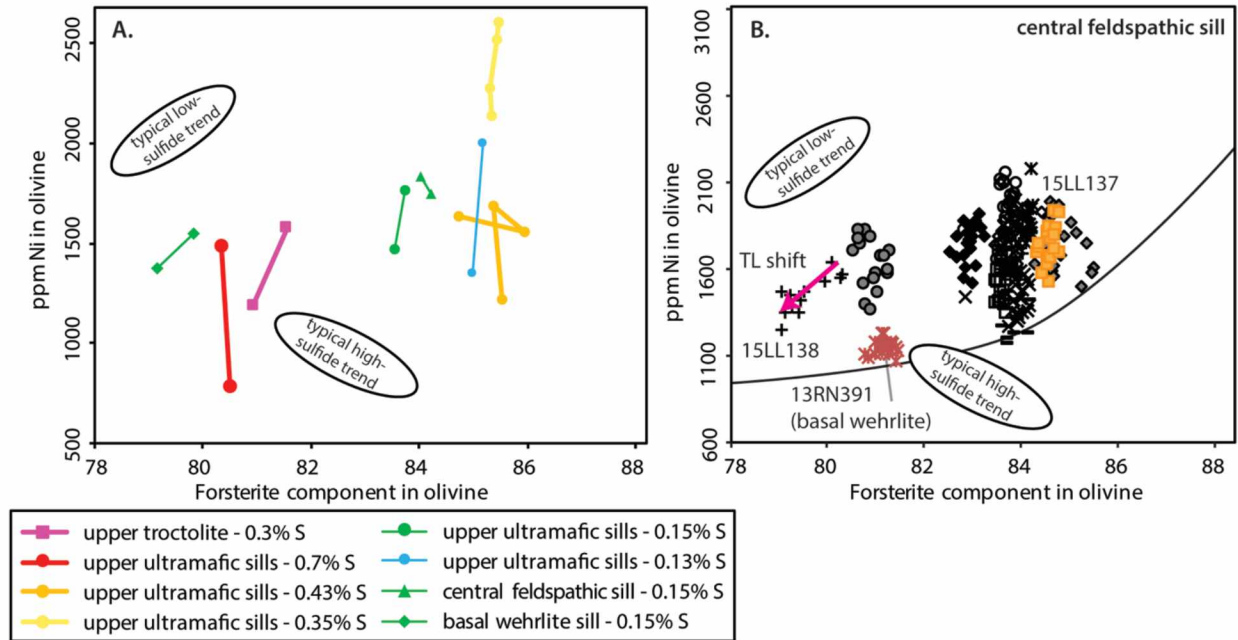 A.
2500
2000
1500
1000
500
ppm Ni in olivine
typical low-
sulfide trend
typical high-
sulfide trend
78
80
82
84
86
88
Forsterite component in olivine
B.
central feldspathic sill
3100
2600
2100
1600
1100
600
ppm Ni in olivine
typical low-
sulfide trend
15LL137
TL shift
15LL138
13RN391
(basal wehrlite)
typical high-
sulfide trend
78
80
82
84
86
88
Forsterite component in olivine
upper troctolite - 0.3% S
upper ultramafic sills - 0.7% S
upper ultramafic sills - 0.43% S
upper ultramafic sills - 0.35% S
upper ultramafic sills - 0.15% S
upper ultramafic sills - 0.13% S
central feldspathic sill - 0.15% S
basal wehrlite sill - 0.15% S